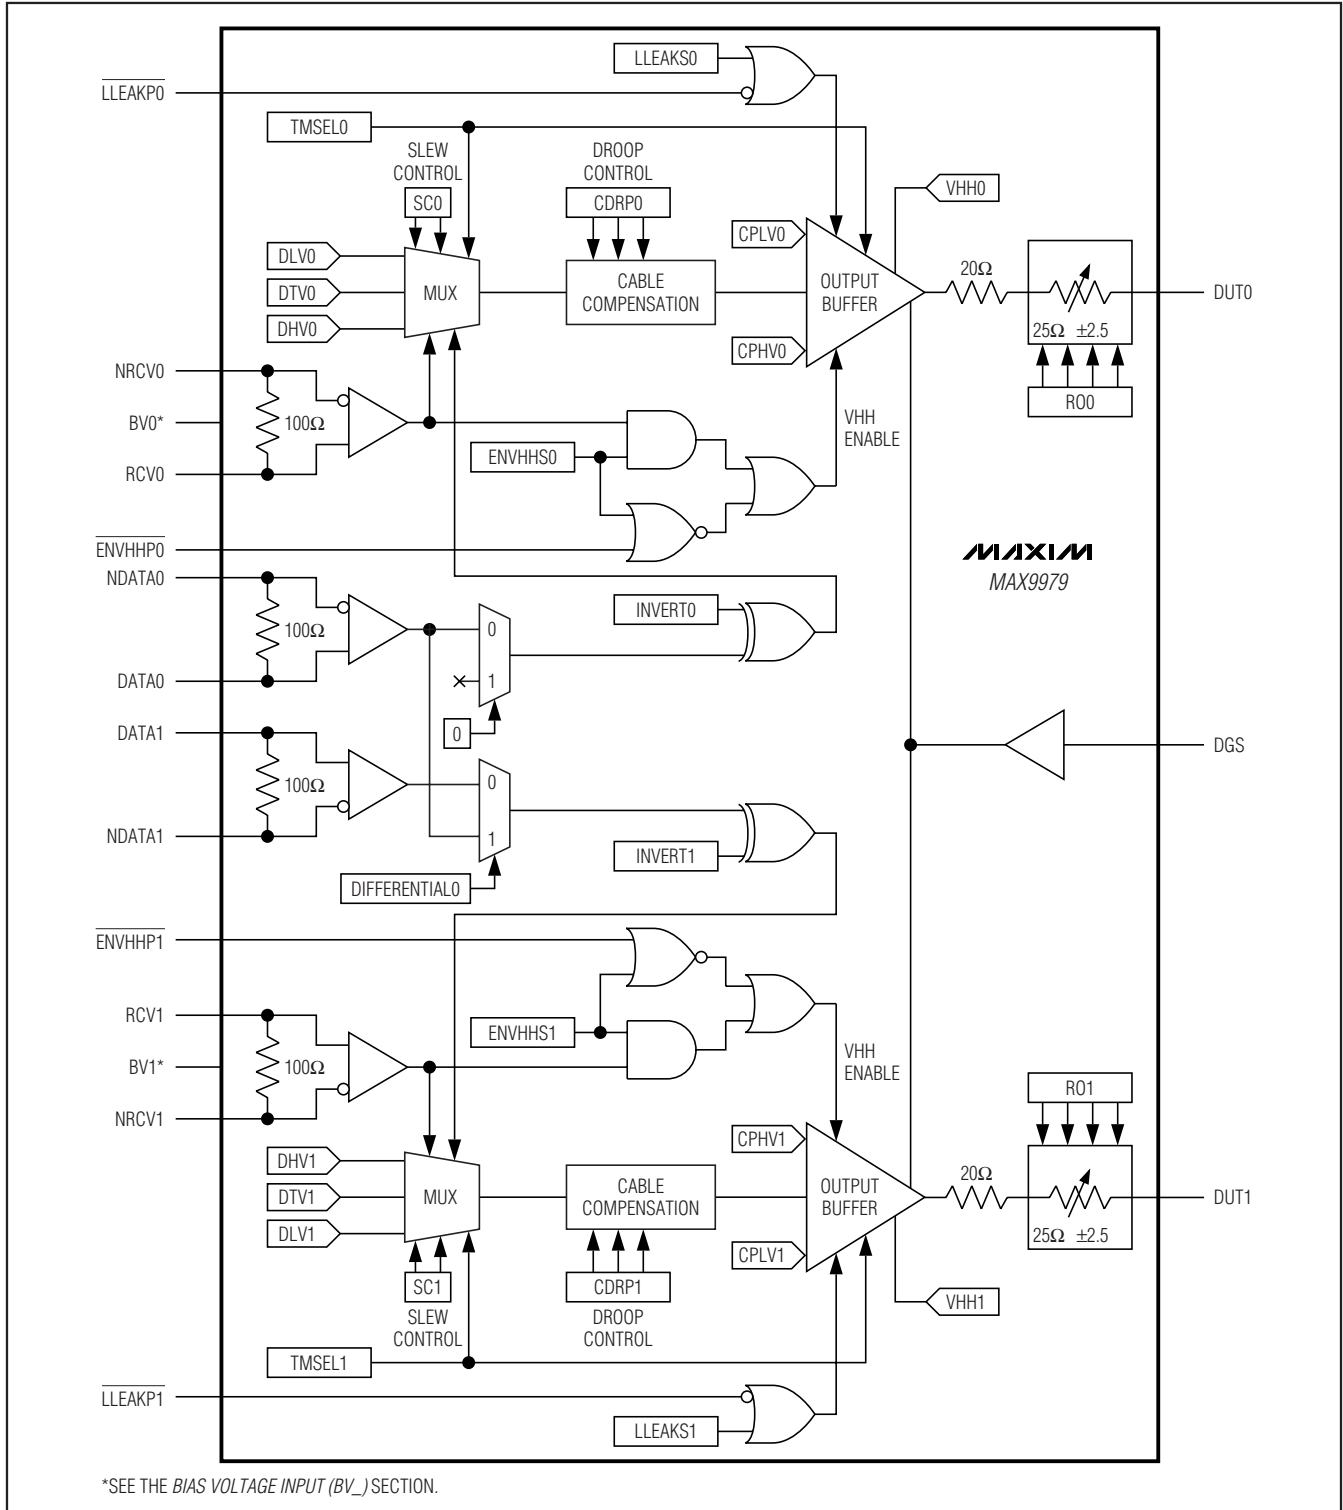 LLEAKS0
LLEAKP0
TMSEL0
SLEW
CONTROL
DROOP
CONTROL
SC0
CDRP0
VHH0
CPLV0
DLV0
DTV0
DHV0
MUX
CABLE
COMPENSATION
OUTPUT
BUFFER
20Ω
25Ω ±2.5
DUT0
CPHV0
NRCV0
BV0*
RCV0
100Ω
RO0
VHH
ENABLE
ENVHHS0
ENVHHP0
NDATA0
MAXIM
MAX9979
INVERT0
100Ω
0
1
DATA0
0
DATA1
DGS
100Ω
0
1
NDATA1
INVERT1
DIFFERENTIAL0
ENVHHP1
RCV1
BV1*
NRCV1
100Ω
ENVHHS1
VHH
ENABLE
RO1
CPHV1
DHV1
DTV1
DLV1
MUX
CABLE
COMPENSATION
OUTPUT
BUFFER
20Ω
25Ω ±2.5
DUT1
CPLV1
SC1
CDRP1
VHH1
SLEW
CONTROL
DROOP
CONTROL
TMSEL1
LLEAKP1
LLEAKS1
*SEE THE BIAS VOLTAGE INPUT (BV_) SECTION.